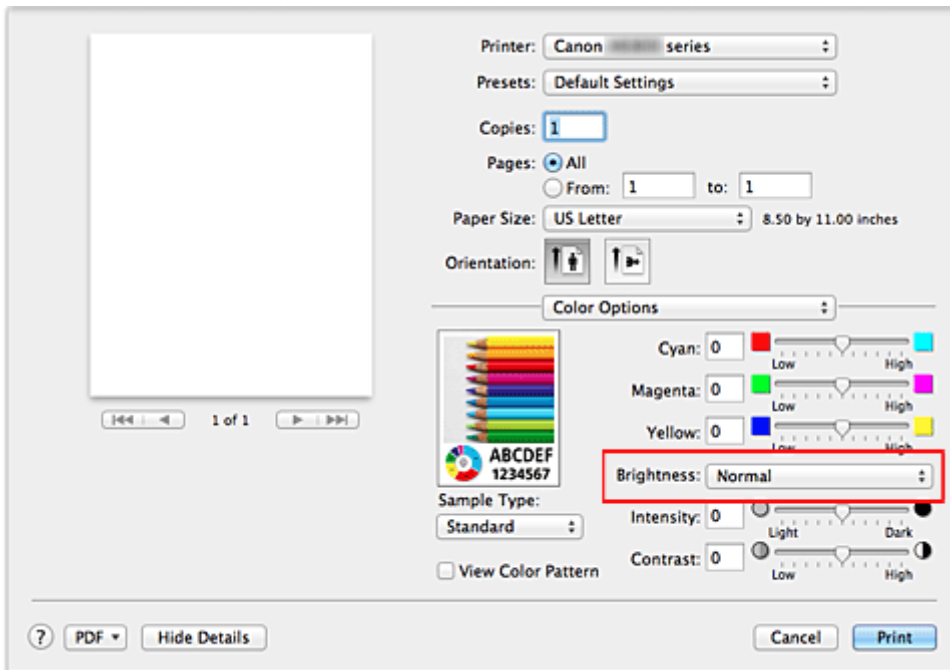 Printer: Canon series
Presets: Default Settings
Copies: 1
Pages: All
From: 1 to: 1
Paper Size: US Letter 8.50 by 11.00 inches
Orientation:
Color Options
1 of 1
ABCDEF
1234567
Sample Type:
Standard
View Color Pattern
Cyan: 0
Low High
Magenta: 0
Low High
Yellow: 0
Low High
Brightness: Normal
Intensity: 0
Light Dark
Contrast: 0
Low High
? PDF Hide Details Cancel Print